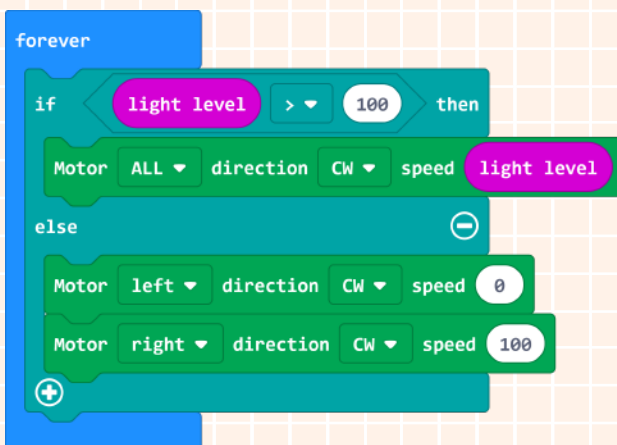 forever
if light level > 100 then
Motor ALL direction CW speed light level
else
Motor left direction CW speed 0
Motor right direction CW speed 100